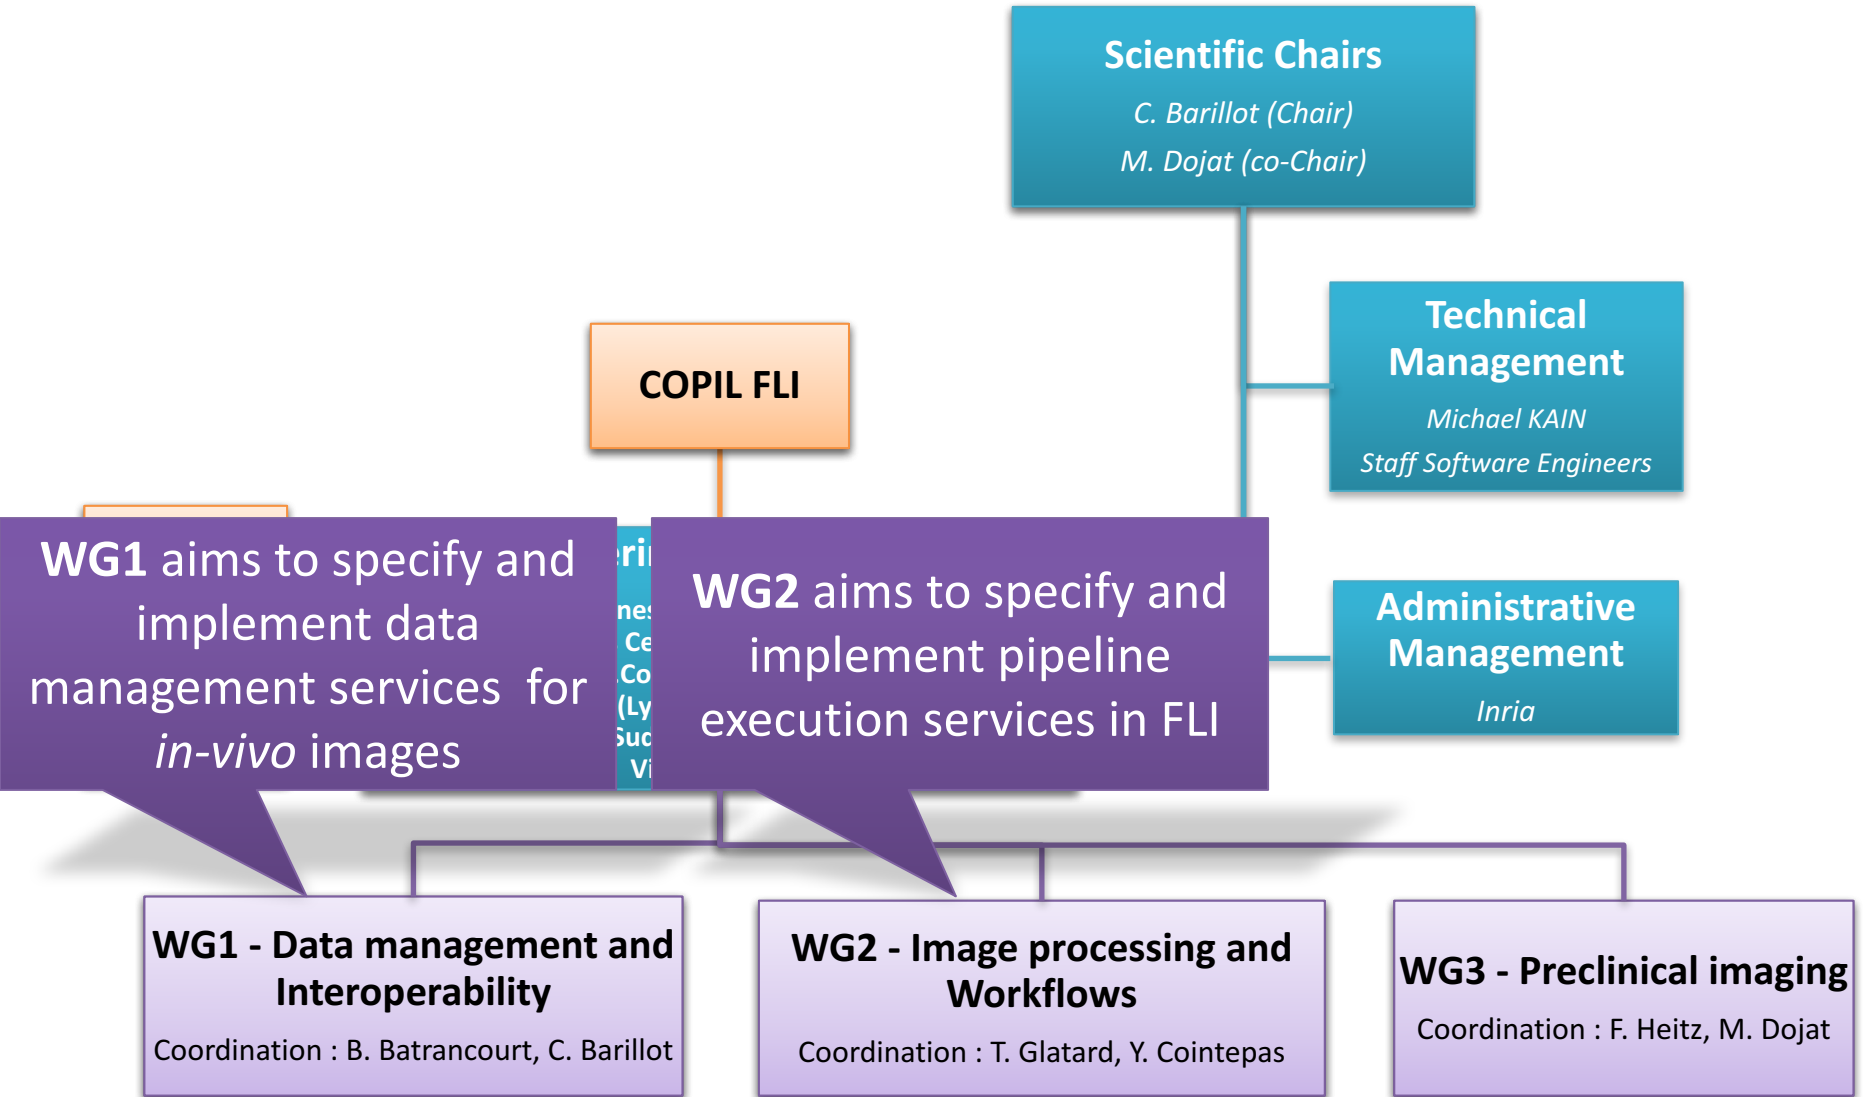 Scientific Chairs
C. Barillot (Chair)
M. Dojat (co-Chair)
Technical
Management
Michael KAIN
Staff Software Engineers
COPIL FLI
WG1 aims to specify and
implement data
management services for
in-vivo images
WG2 aims to specify and
implement pipeline
execution services in FLI
Administrative
Management
Inria
WG1 - Data management and
Interoperability
Coordination : B. Batrancourt, C. Barillot
WG2 - Image processing and
Workflows
Coordination : T. Glatard, Y. Cointepas
WG3 - Preclinical imaging
Coordination : F. Heitz, M. Dojat